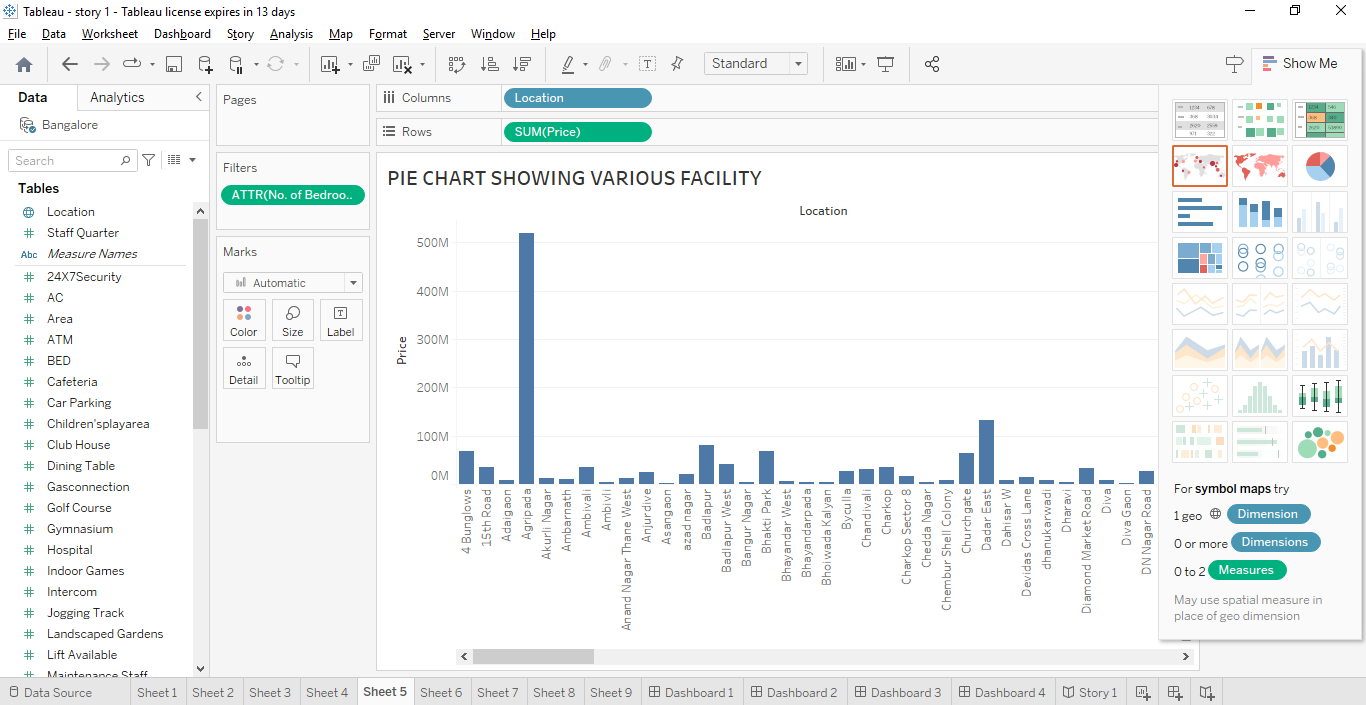 Tableau - story 1 - Tableau license expires in 13 days
File Data Worksheet Dashboard Story Analysis Map Format Server Window Help
Standard
Show Me
Data Analytics
Bangalore
Search
Tables
Location
Staff Quarter
Abc Measure Names
24X7Security
AC
Area
ATM
BED
Cafeteria
Car Parking
Children'splayarea
Club House
Dining Table
Gasconnection
Golf Course
Gymnasium
Hospital
Indoor Games
Intercom
Jogging Track
Landscaped Gardens
Lift Available
Maintenance Staff
Pages
Filters
ATTR(No. of Bedroo..
Marks
Automatic
Color Size Label
Detail Tooltip
Columns Location
Rows SUM(Price)
PIE CHART SHOWING VARIOUS FACILITY
Location
Price
500M
400M
300M
200M
100M
0M
4 Bunglows
15th Road
Adaigaon
Agripada
Akurli Nagar
Ambarnath
Ambivali
Ambivli
Anand Nagar Thane West
Anjurdive
Asangaon
azad nagar
Badlapur
Badlapur West
Bangur Nagar
Bhakti Park
Bhayandar West
Bhayandarpada
Bhoiwada Kalyan
Byculla
Chandivali
Charkop
Charkop Sector 8
Chedda Nagar
Chembur Shell Colony
Churchgate
Dadar East
Dahisar W
Devidas Cross Lane
dhanukarwadi
Dharavi
Diamond Market Road
Diva
Diva Gaon
DN Nagar Road
For symbol maps try
1 geo Dimension
0 or more Dimensions
0 to 2 Measures
May use spatial measure in
place of geo dimension
Data Source Sheet 1 Sheet 2 Sheet 3 Sheet 4 Sheet 5 Sheet 6 Sheet 7 Sheet 8 Sheet 9 Dashboard 1 Dashboard 2 Dashboard 3 Dashboard 4 Story 1